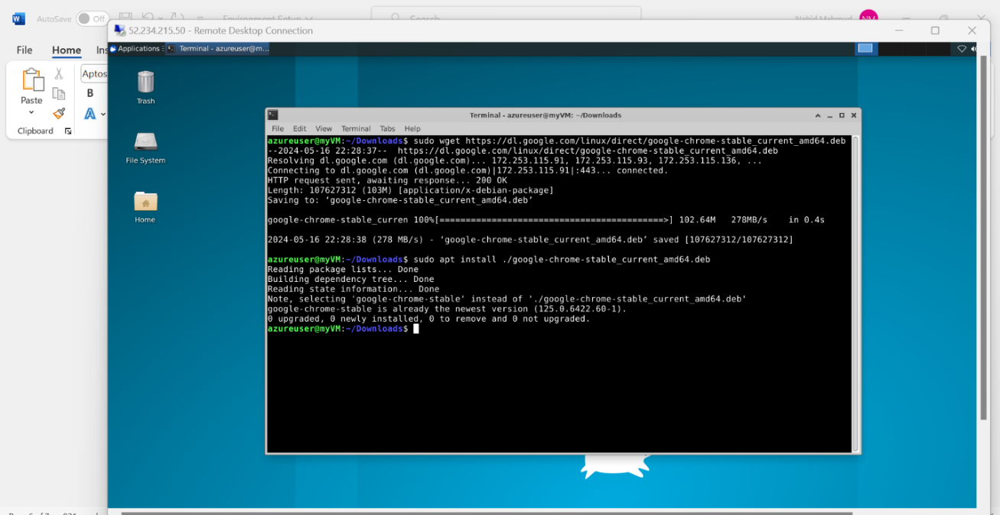 AutoSave Off Environment Setup Search Nahid Mahmud NM
52.234.215.50 - Remote Desktop Connection
File Home Ins
Applications Terminal - azureuser@m...
Paste
Aptos
B
A
Clipboard
Trash
File System
Home
Terminal - azureuser@myVM: ~/Downloads
File Edit View Terminal Tabs Help
azureuser@myVM:~/Downloads$ sudo wget https://dl.google.com/linux/direct/google-chrome-stable_current_amd64.deb
--2024-05-16 22:28:37-- https://dl.google.com/linux/direct/google-chrome-stable_current_amd64.deb
Resolving dl.google.com (dl.google.com)... 172.253.115.91, 172.253.115.93, 172.253.115.136, ...
Connecting to dl.google.com (dl.google.com)|172.253.115.91|:443... connected.
HTTP request sent, awaiting response... 200 OK
Length: 107627312 (103M) [application/x-debian-package]
Saving to: ‘google-chrome-stable_current_amd64.deb’
google-chrome-stable_curren 100%[===========================================>] 102.64M 278MB/s in 0.4s
2024-05-16 22:28:38 (278 MB/s) - ‘google-chrome-stable_current_amd64.deb’ saved [107627312/107627312]
azureuser@myVM:~/Downloads$ sudo apt install ./google-chrome-stable_current_amd64.deb
Reading package lists... Done
Building dependency tree... Done
Reading state information... Done
Note, selecting 'google-chrome-stable' instead of './google-chrome-stable_current_amd64.deb'
google-chrome-stable is already the newest version (125.0.6422.60-1).
0 upgraded, 0 newly installed, 0 to remove and 0 not upgraded.
azureuser@myVM:~/Downloads$